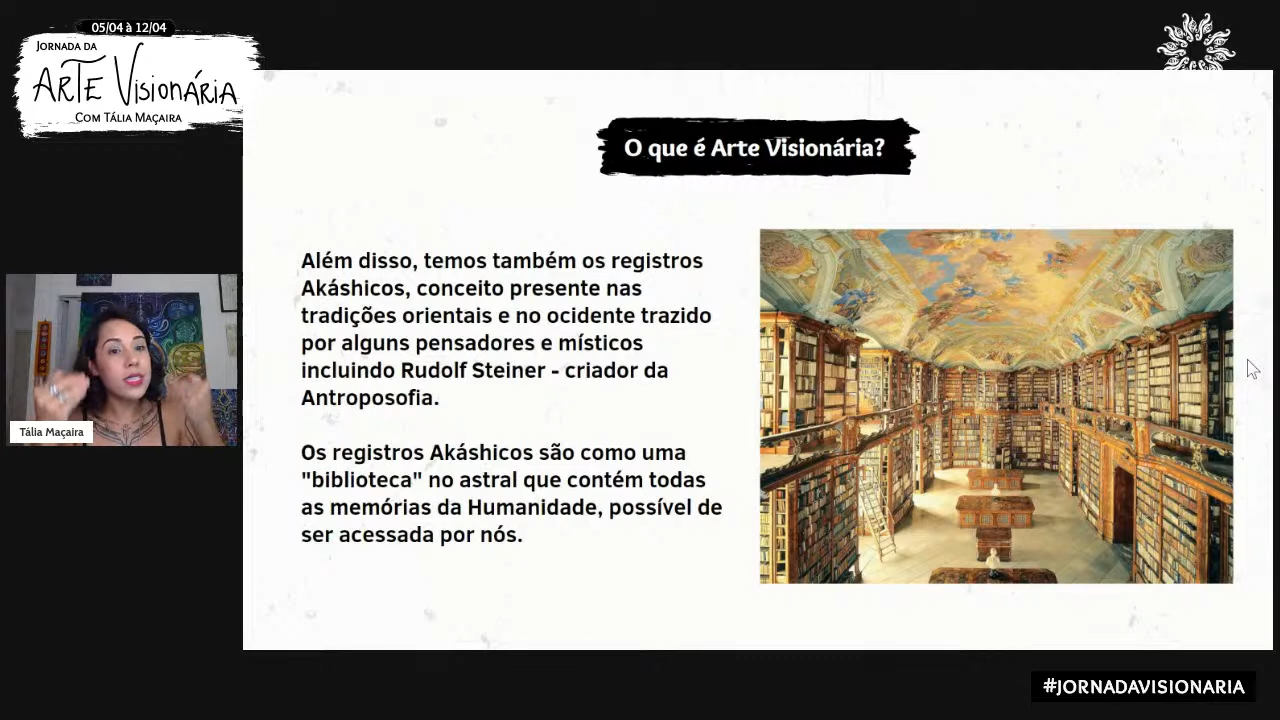 05/04 à 12/04
JORNADA DA
ARTE VISIONÁRIA
COM TÁLIA MAÇAIRA
O que é Arte Visionária?
Além disso, temos também os registros
Akáshicos, conceito presente nas
tradições orientais e no ocidente trazido
por alguns pensadores e místicos
incluindo Rudolf Steiner - criador da
Antroposofia.
Os registros Akáshicos são como uma
"biblioteca" no astral que contém todas
as memórias da Humanidade, possível de
ser acessada por nós.
Tália Maçaira
#JORNADAVISIONARIA